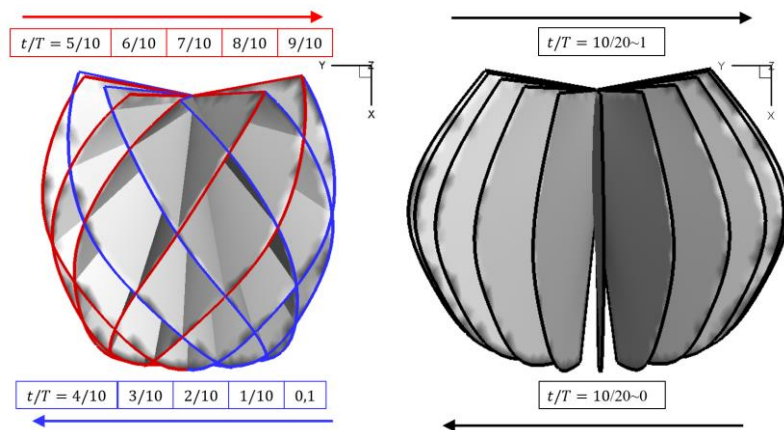 t/T = 5/10 6/10 7/10 8/10 9/10
t/T = 10/20~1
Y Z
X
Y Z
X
t/T = 4/10 3/10 2/10 1/10 0,1
t/T = 10/20~0